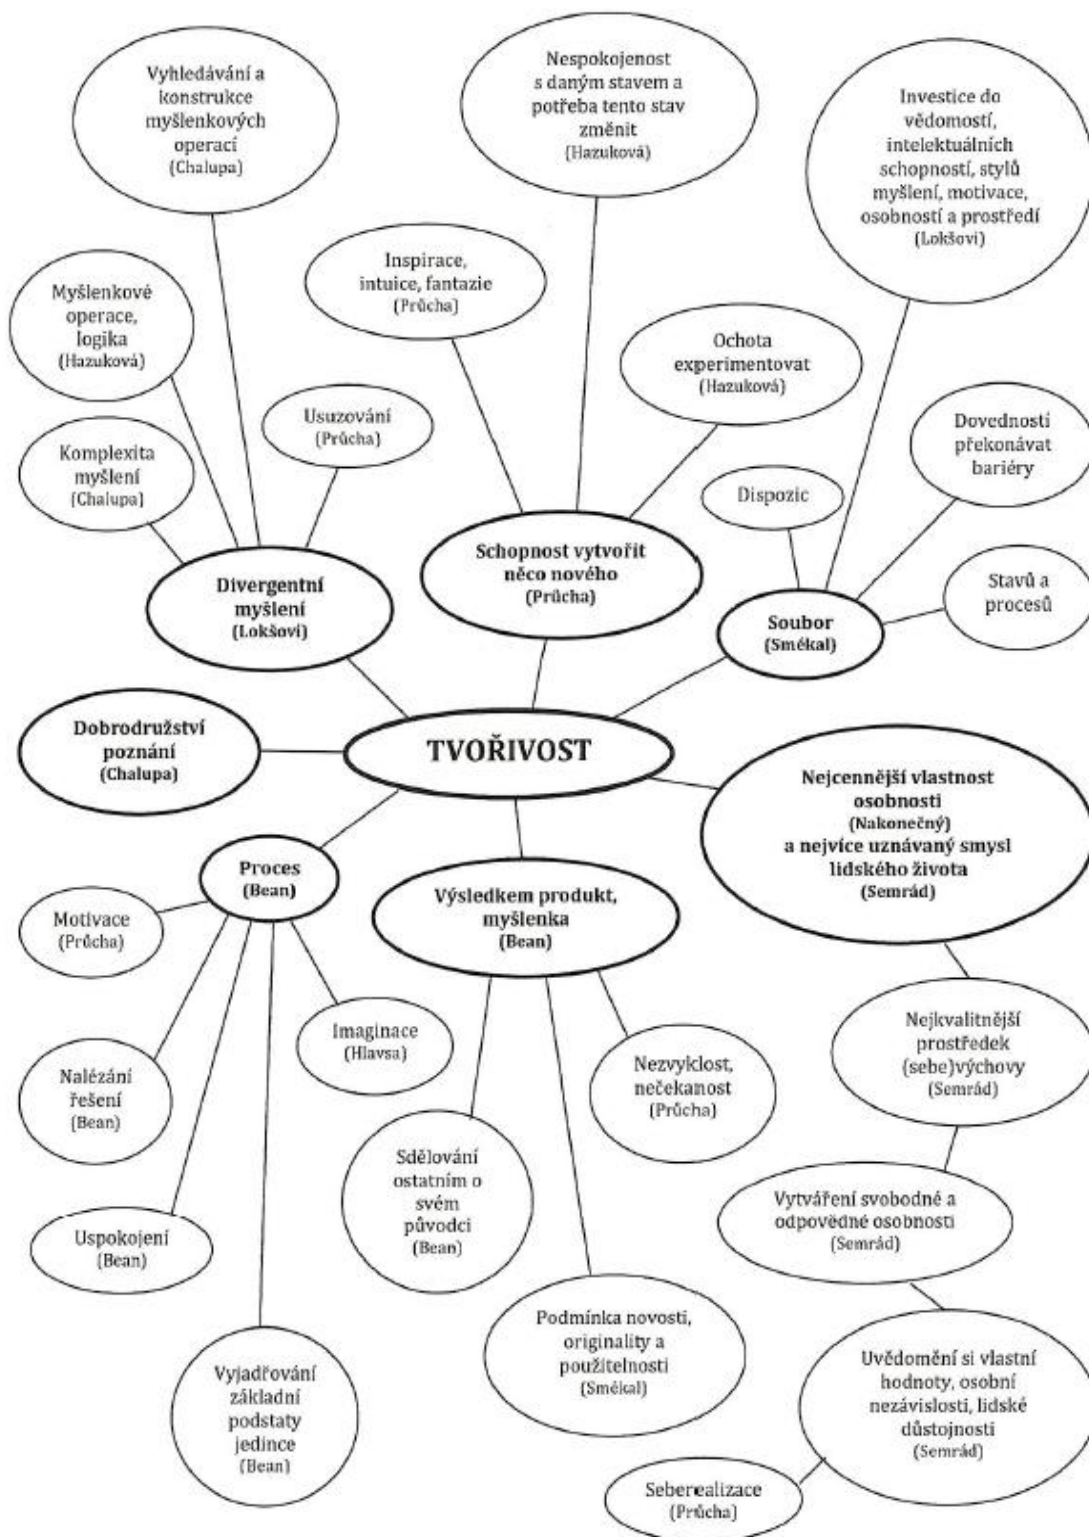 Vyhledávání a
konstrukce
myšlenkových
operací
(Chalupa)
Nespokojenost
s daným stavem a
potřeba tento stav
změnit
(Hazuková)
Investice do
vědomostí,
intelektuálních
schopností, stylů
myšlení, motivace,
osobností a prostředí
(Lokšovi)
Inspirace,
intuice, fantazie
(Průcha)
Myšlenkové
operace,
logika
(Hazuková)
Ochota
experimentovat
(Hazuková)
Usuzování
(Průcha)
Dovedností
překonávat
bariéry
Komplexita
myšlení
(Chalupa)
Dispozic
Schopnost vytvořit
něco nového
(Průcha)
Divergentní
myšlení
(Lokšovi)
Stavů a
procesů
Soubor
(Smékal)
Dobrodružství
poznání
(Chalupa)
TVOŘIVOST
Nejcennější vlastnost
osobnosti
(Nakonečný)
a nejvíce uznávaný smysl
lidského života
(Semrád)
Proces
(Bean)
Výsledkem produkt,
myšlenka
(Bean)
Motivace
(Průcha)
Imaginace
(Hlavsa)
Nejkvalitnější
prostředek
(sebe)výchovy
(Semrád)
Nezvyklost,
nečekanost
(Průcha)
Nalézání
řešení
(Bean)
Sdělování
ostatním o
svém
původci
(Bean)
Vytváření svobodné a
odpovědné osobnosti
(Semrád)
Uspokojení
(Bean)
Podmínka novosti,
originality a
použitelnosti
(Smékal)
Uvědomění si vlastní
hodnoty, osobní
nezávislosti, lidské
důstojnosti
(Semrád)
Vyjadřování
základní
podstaty
jedince
(Bean)
Seberealizace
(Průcha)